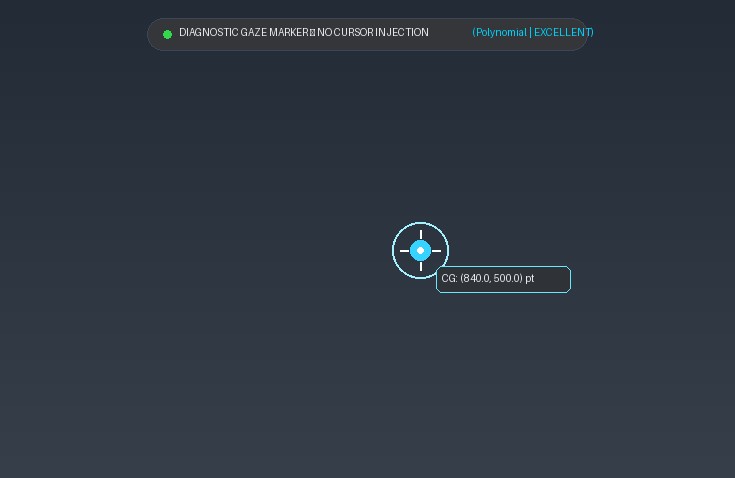 DIAGNOSTIC GAZE MARKER NO CURSOR INJECTION (Polynomial | EXCELLENT)
CG: (840.0, 500.0) pt